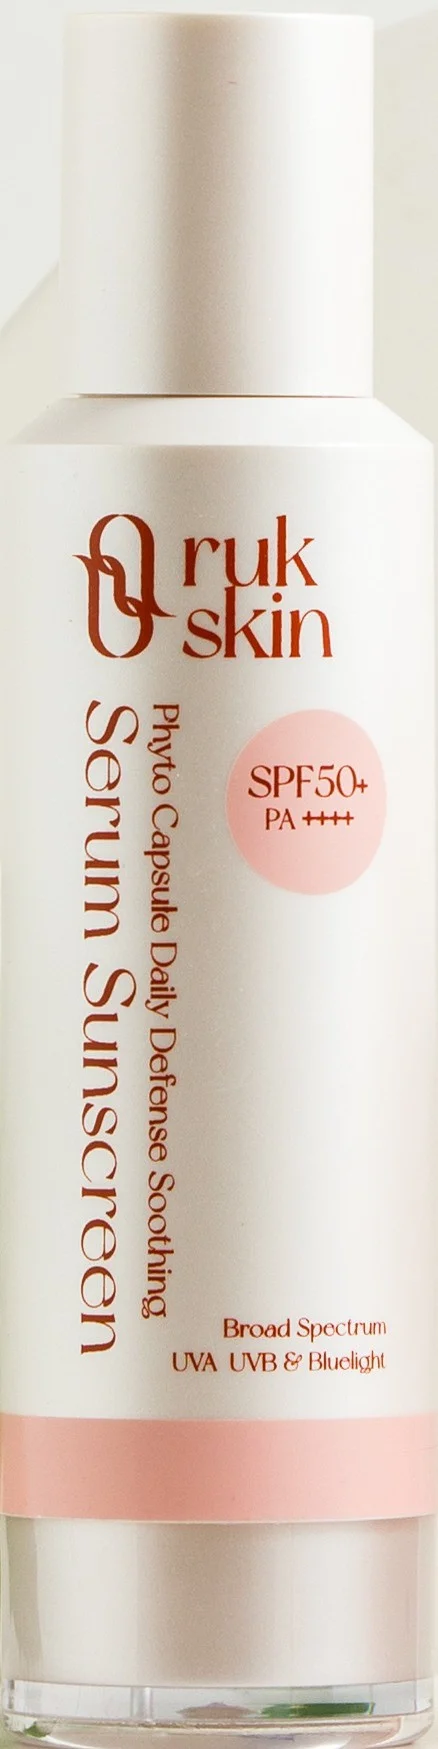 ruk
skin
SPF50+
PA ++++
Phyto Capsule Daily Defense Soothing
Serum Sunscreen
Broad Spectrum
UVA UVB & Bluelight